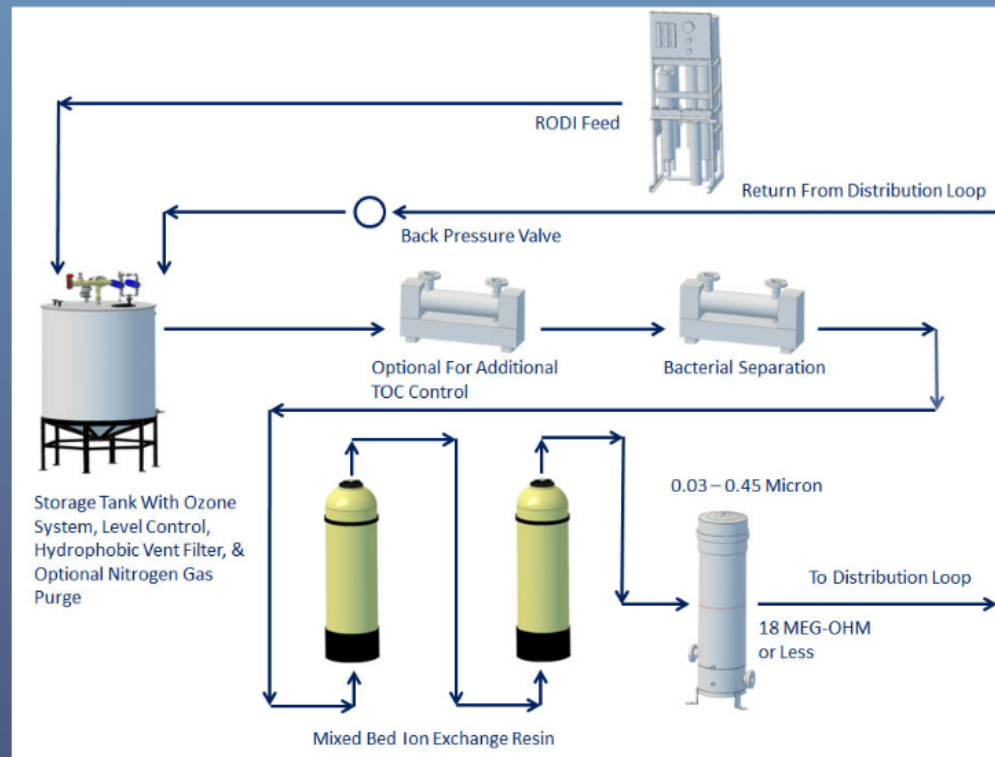 RODI Feed
Return From Distribution Loop
Back Pressure Valve
Optional For Additional
TOC Control
Bacterial Separation
Storage Tank With Ozone
System, Level Control,
Hydrophobic Vent Filter, &
Optional Nitrogen Gas
Purge
0.03 – 0.45 Micron
To Distribution Loop
18 MEG-OHM
or Less
Mixed Bed Ion Exchange Resin